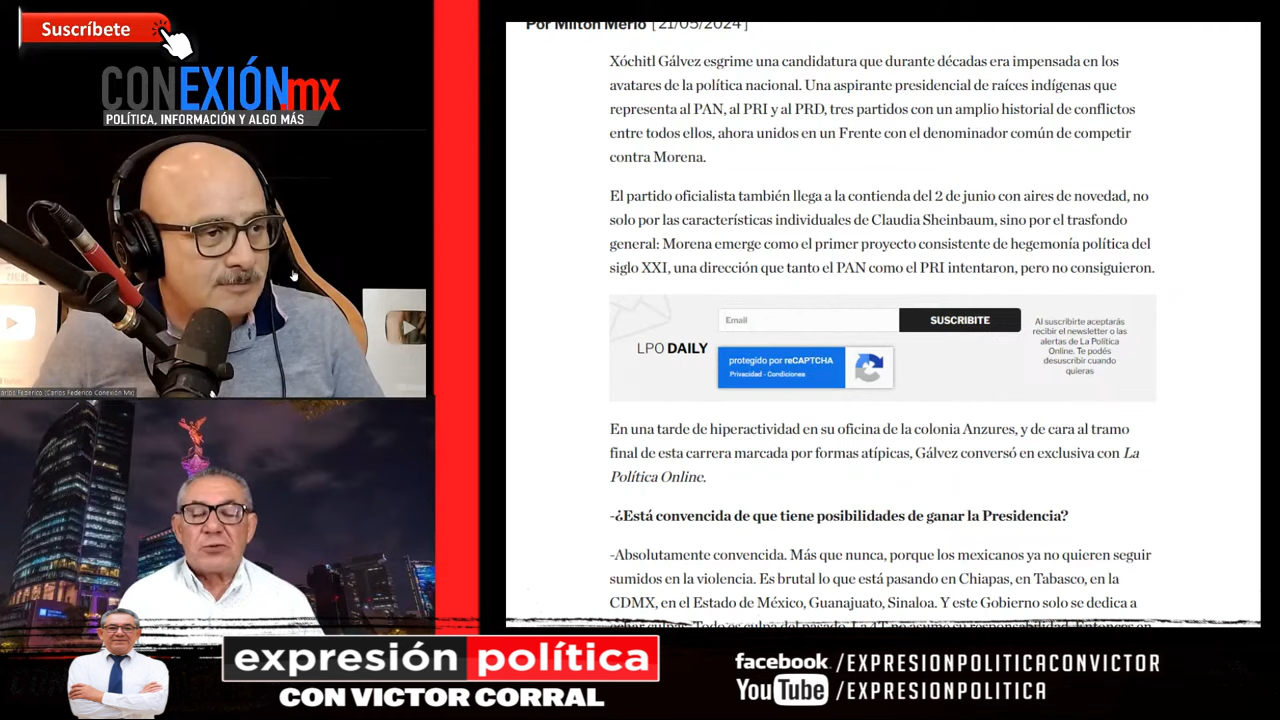 Suscríbete
CONEXIÓN.mx
POLÍTICA, INFORMACIÓN Y ALGO MÁS
Carlos Federico (Carlos Federico Conexión Mx)
Por Milton Merlo [21/05/2024]
Xóchitl Gálvez esgrime una candidatura que durante décadas era impensada en los
avatares de la política nacional. Una aspirante presidencial de raíces indígenas que
representa al PAN, al PRI y al PRD, tres partidos con un amplio historial de conflictos
entre todos ellos, ahora unidos en un Frente con el denominador común de competir
contra Morena.
El partido oficialista también llega a la contienda del 2 de junio con aires de novedad, no
solo por las características individuales de Claudia Sheinbaum, sino por el trasfondo
general: Morena emerge como el primer proyecto consistente de hegemonía política del
siglo XXI, una dirección que tanto el PAN como el PRI intentaron, pero no consiguieron.
LPO DAILY
Email
SUSCRIBITE
protegido por reCAPTCHA
Privacidad - Condiciones
Al suscribirte aceptarás
recibir el newsletter o las
alertas de La Política
Online. Te podés
desuscribir cuando
quieras
En una tarde de hiperactividad en su oficina de la colonia Anzures, y de cara al tramo
final de esta carrera marcada por formas atípicas, Gálvez conversó en exclusiva con La
Política Online.
-¿Está convencida de que tiene posibilidades de ganar la Presidencia?
-Absolutamente convencida. Más que nunca, porque los mexicanos ya no quieren seguir
sumidos en la violencia. Es brutal lo que está pasando en Chiapas, en Tabasco, en la
CDMX, en el Estado de México, Guanajuato, Sinaloa. Y este Gobierno solo se dedica a
expresión política
CON VICTOR CORRAL
facebook /EXPRESIONPOLITICACONVICTOR
YouTube /EXPRESIONPOLITICA